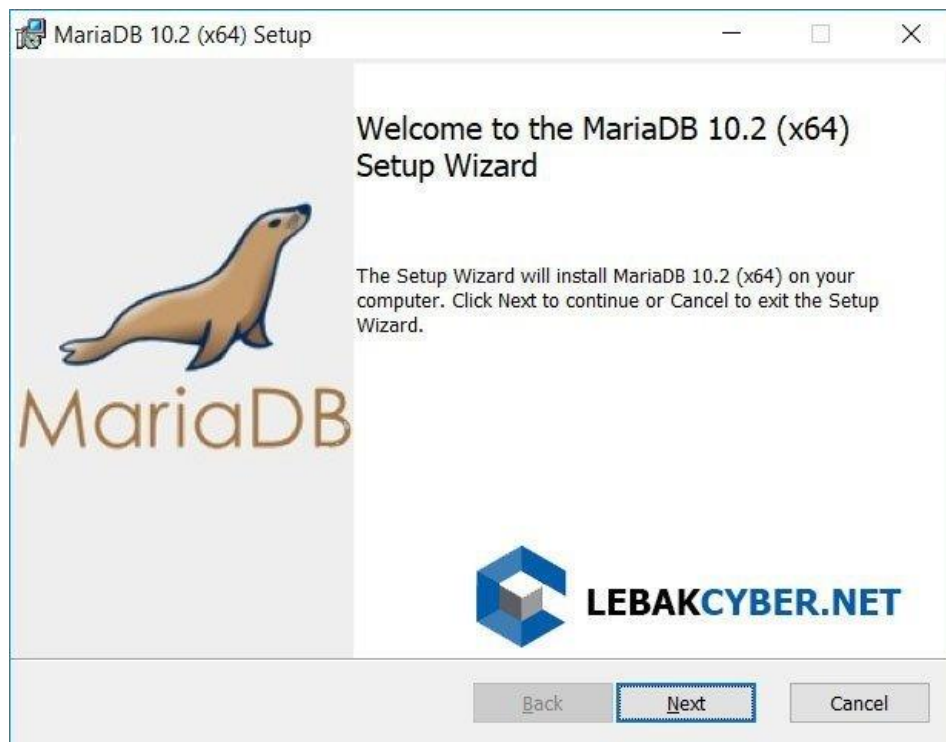 MariaDB 10.2 (x64) Setup
Welcome to the MariaDB 10.2 (x64)
Setup Wizard
The Setup Wizard will install MariaDB 10.2 (x64) on your
computer. Click Next to continue or Cancel to exit the Setup
Wizard.
MariaDB
LEBAKCYBER.NET
Back Next Cancel